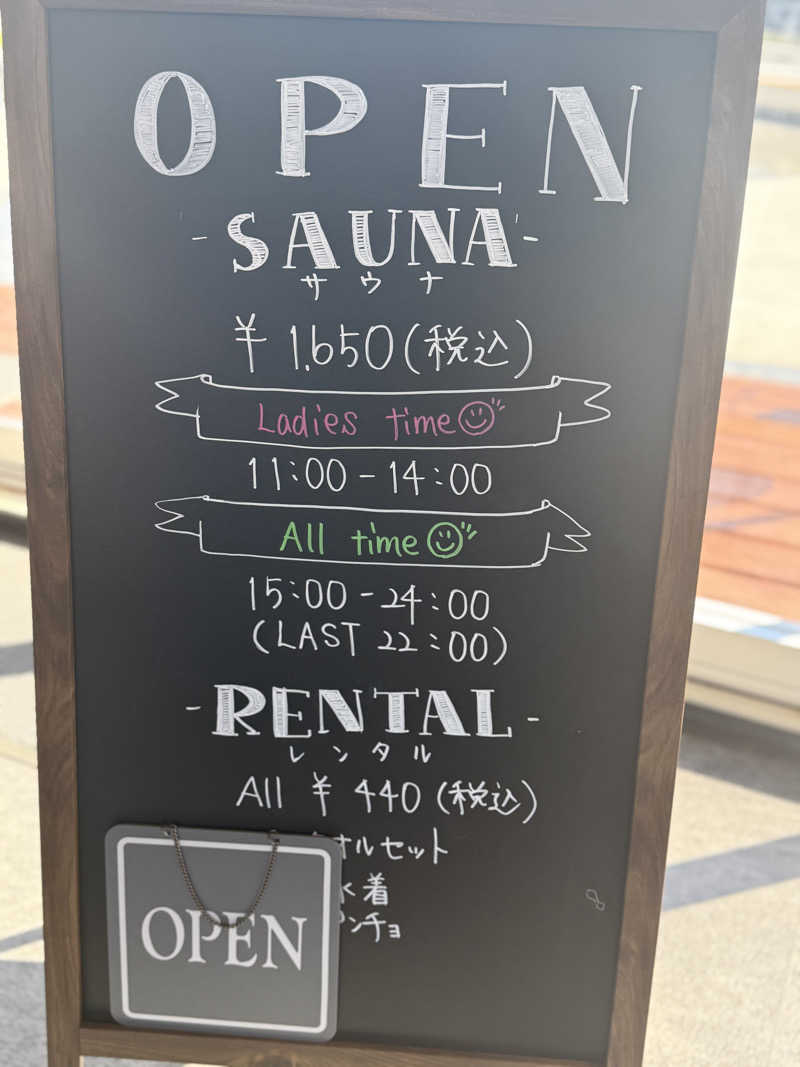 OPEN
-SAUNA-
サウナ
¥1.650(税込)
Ladies time
11:00-14:00
All time
15:00-24:00
(LAST 22:00)
-RENTAL-
レンタル
All ¥440(税込)
オルセット
水着
ンチョ
OPEN